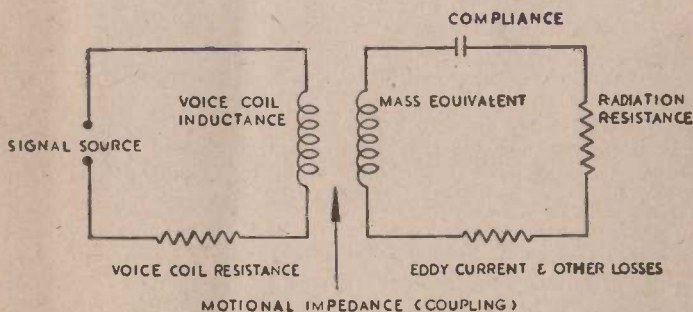 COMPLIANCE
VOICE COIL
INDUCTANCE
MASS EQUIVALENT
RADIATION
RESISTANCE
SIGNAL SOURCE
VOICE COIL RESISTANCE
EDDY CURRENT & OTHER LOSSES
MOTIONAL IMPEDANCE (COUPLING)